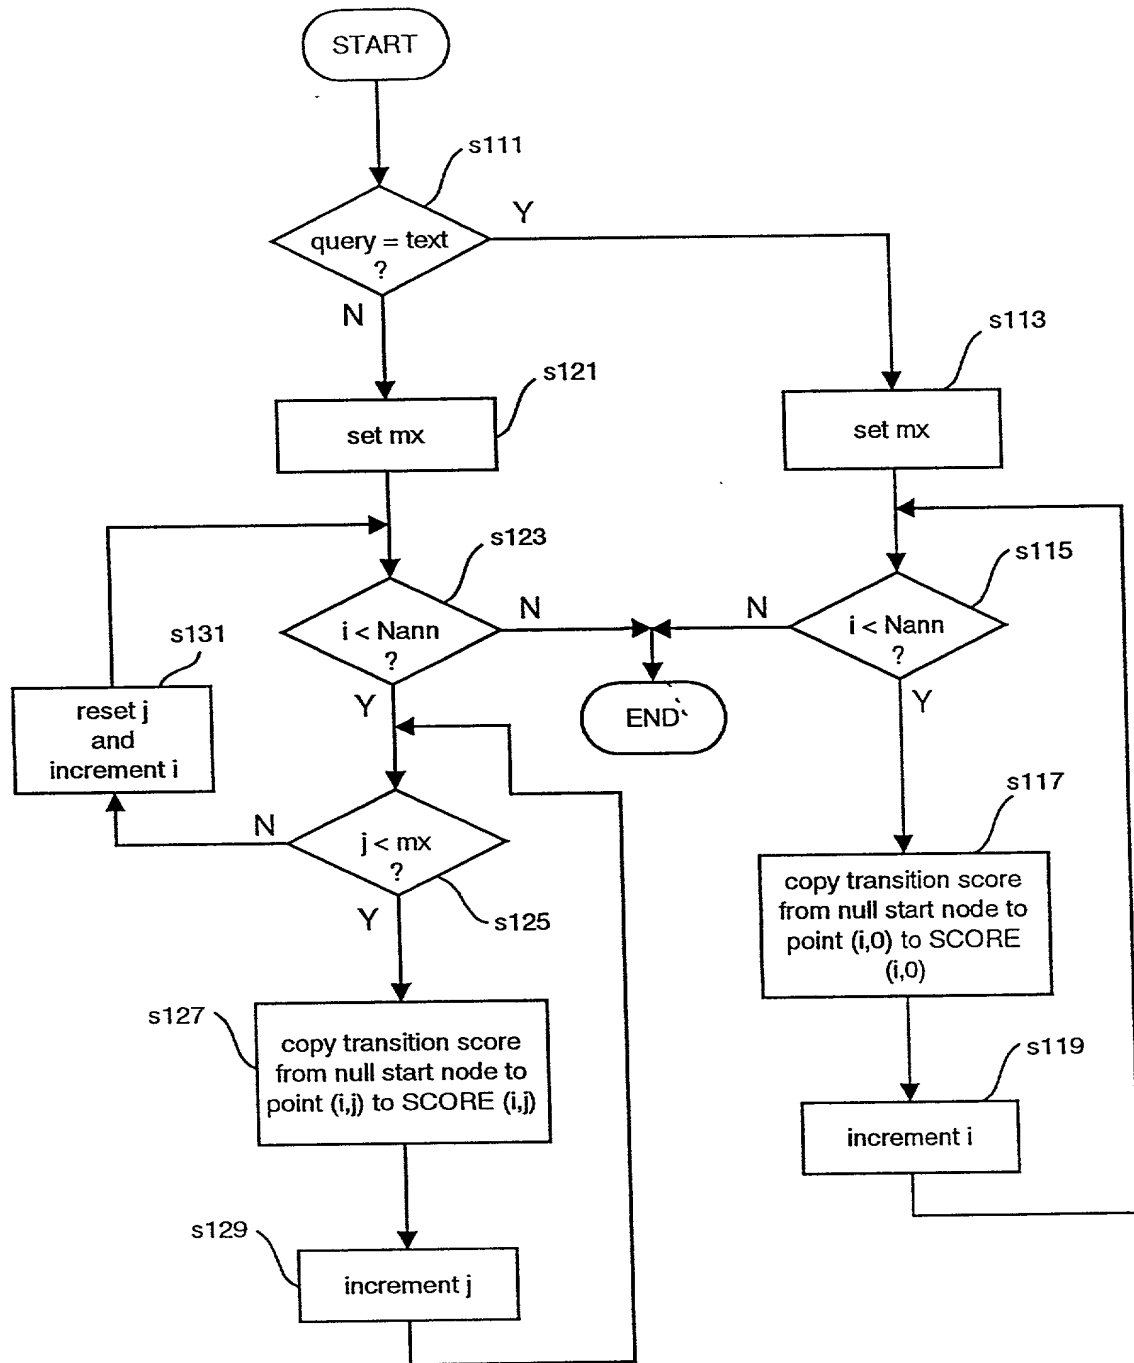 START
s111
query = text
?
Y
N
s113
s121
set mx
set mx
s123
s115
i < Nann
?
N
N
i < Nann
?
s131
reset j
and
increment i
Y
END
Y
N
j < mx
?
s125
Y
s117
copy transition score
from null start node to
point (i,0) to SCORE
(i,0)
s127
copy transition score
from null start node to
point (i,j) to SCORE (i,j)
s119
increment i
s129
increment j